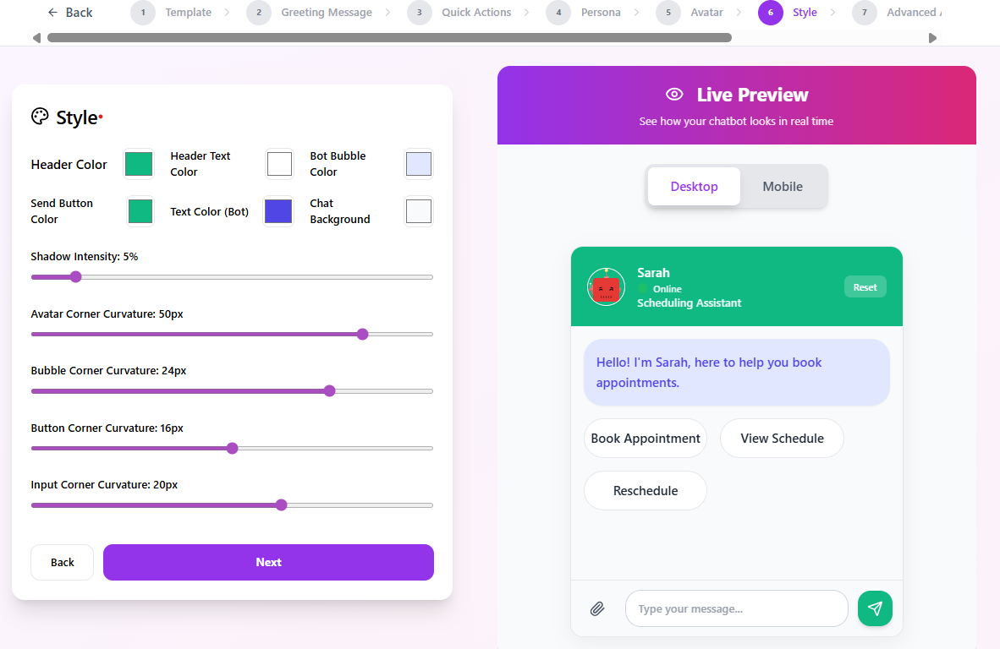 Back
1
Template
2
Greeting Message
3
Quick Actions
4
Persona
5
Avatar
6
Style
7
Advanced
Style•
Header Color
Header Text
Color
Bot Bubble
Color
Send Button
Color
Text Color (Bot)
Chat
Background
Shadow Intensity: 5%
Avatar Corner Curvature: 50px
Bubble Corner Curvature: 24px
Button Corner Curvature: 16px
Input Corner Curvature: 20px
Back
Next
Live Preview
See how your chatbot looks in real time
Desktop
Mobile
Sarah
Online
Scheduling Assistant
Reset
Hello! I'm Sarah, here to help you book
appointments.
Book Appointment
View Schedule
Reschedule
Type your message...